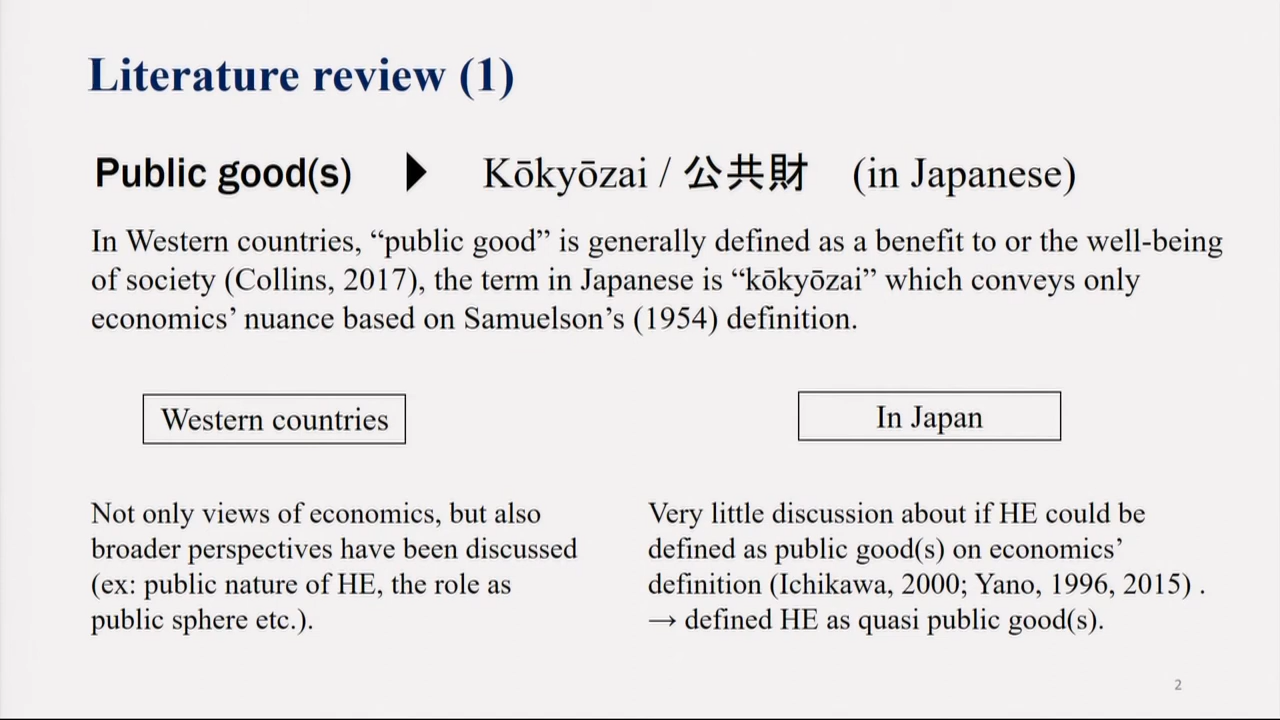 Literature review (1)
Public good(s) ▶ Kōkyōzai / 公共財 (in Japanese)
In Western countries, “public good” is generally defined as a benefit to or the well-being
of society (Collins, 2017), the term in Japanese is “kōkyōzai” which conveys only
economics’ nuance based on Samuelson’s (1954) definition.
Western countries
Not only views of economics, but also
broader perspectives have been discussed
(ex: public nature of HE, the role as
public sphere etc.).
In Japan
Very little discussion about if HE could be
defined as public good(s) on economics’
definition (Ichikawa, 2000; Yano, 1996, 2015) .
→ defined HE as quasi public good(s).
2